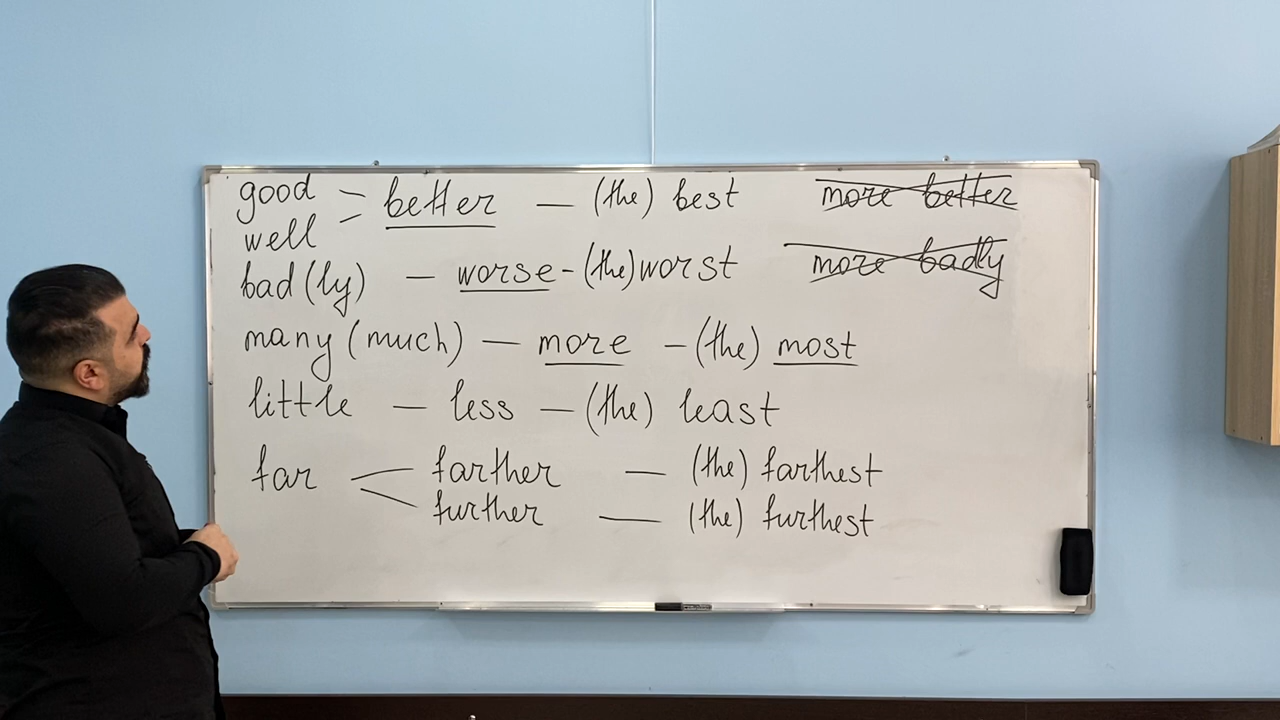 good = better — (the) best more better
well
bad (ly) — worse - (the) worst more badly
many (much) — more - (the) most
little — less — (the) least
far farther — (the) farthest
further — (the) furthest